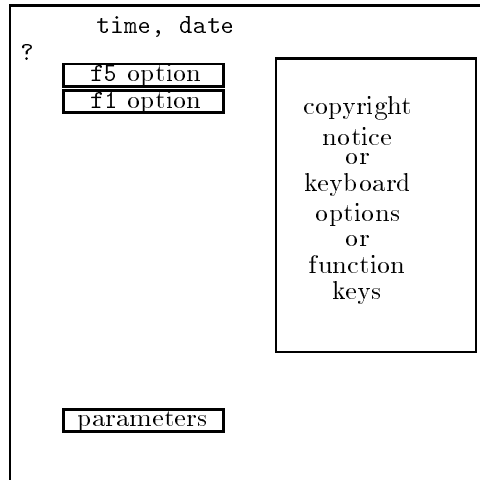 time, date
?
f5 option
f1 option
copyright
notice
or
keyboard
options
or
function
keys
parameters